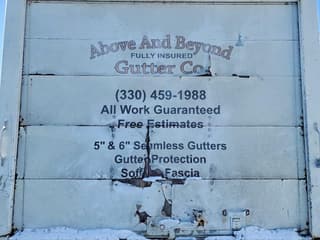 Above And Beyond
FULLY INSURED
Gutter Co.
(330) 459-1988
All Work Guaranteed
Free Estimates
5" & 6" Seamless Gutters
Gutter Protection
Soffit Fascia